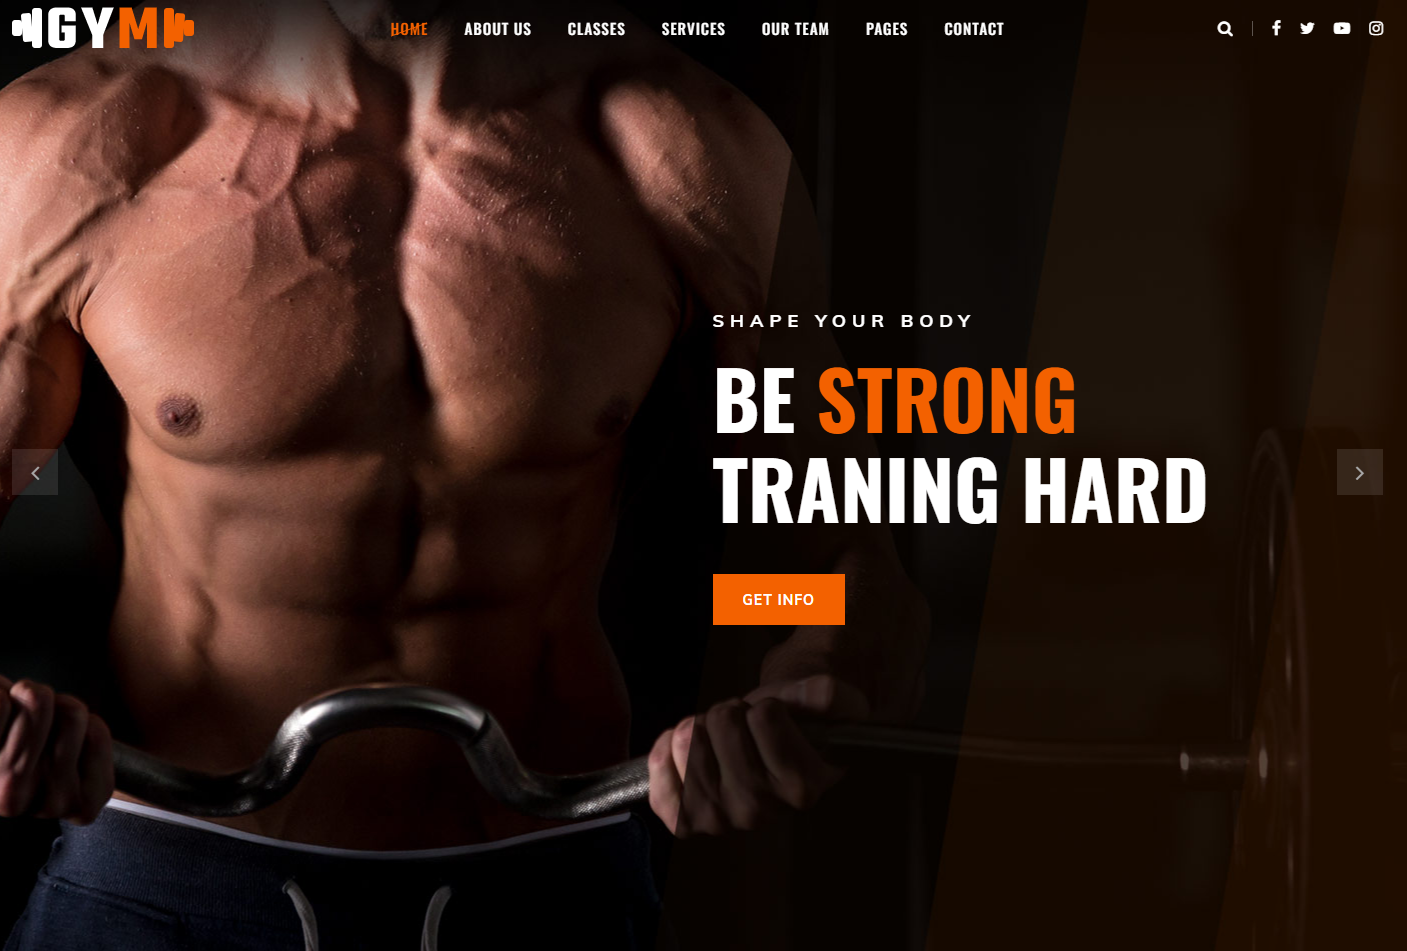 GYM
HOME ABOUT US CLASSES SERVICES OUR TEAM PAGES CONTACT
SHAPE YOUR BODY
BE STRONG
TRANING HARD
GET INFO